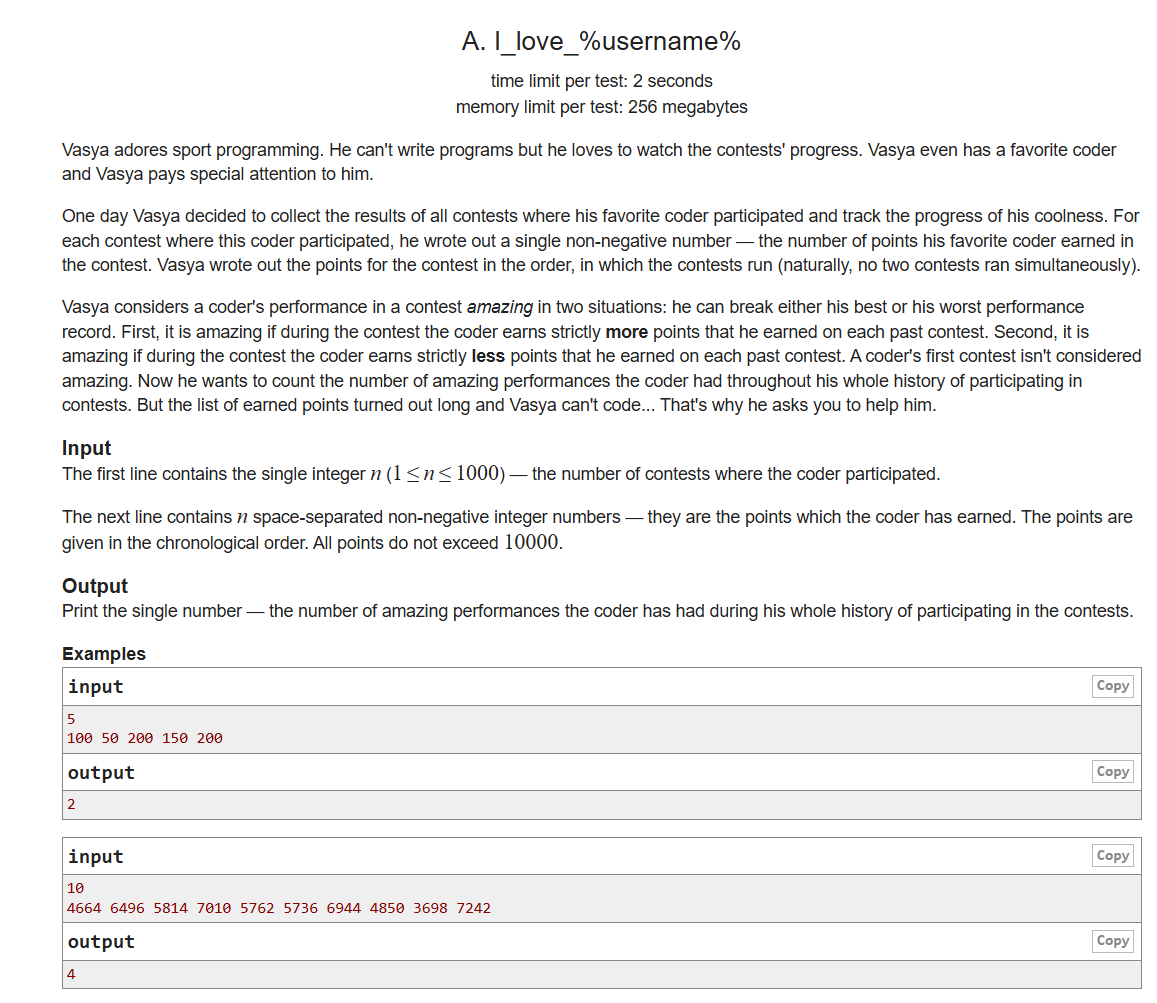 A. I_love_%username%
time limit per test: 2 seconds
memory limit per test: 256 megabytes
Vasya adores sport programming. He can't write programs but he loves to watch the contests' progress. Vasya even has a favorite coder
and Vasya pays special attention to him.
One day Vasya decided to collect the results of all contests where his favorite coder participated and track the progress of his coolness. For
each contest where this coder participated, he wrote out a single non-negative number — the number of points his favorite coder earned in
the contest. Vasya wrote out the points for the contest in the order, in which the contests run (naturally, no two contests ran simultaneously).
Vasya considers a coder's performance in a contest amazing in two situations: he can break either his best or his worst performance
record. First, it is amazing if during the contest the coder earns strictly more points that he earned on each past contest. Second, it is
amazing if during the contest the coder earns strictly less points that he earned on each past contest. A coder's first contest isn't considered
amazing. Now he wants to count the number of amazing performances the coder had throughout his whole history of participating in
contests. But the list of earned points turned out long and Vasya can't code... That's why he asks you to help him.
Input
The first line contains the single integer n (1 ≤ n ≤ 1000) — the number of contests where the coder participated.
The next line contains n space-separated non-negative integer numbers — they are the points which the coder has earned. The points are
given in the chronological order. All points do not exceed 10000.
Output
Print the single number — the number of amazing performances the coder has had during his whole history of participating in the contests.
Examples
input Copy
5
100 50 200 150 200
output Copy
2
input Copy
10
4664 6496 5814 7010 5762 5736 6944 4850 3698 7242
output Copy
4